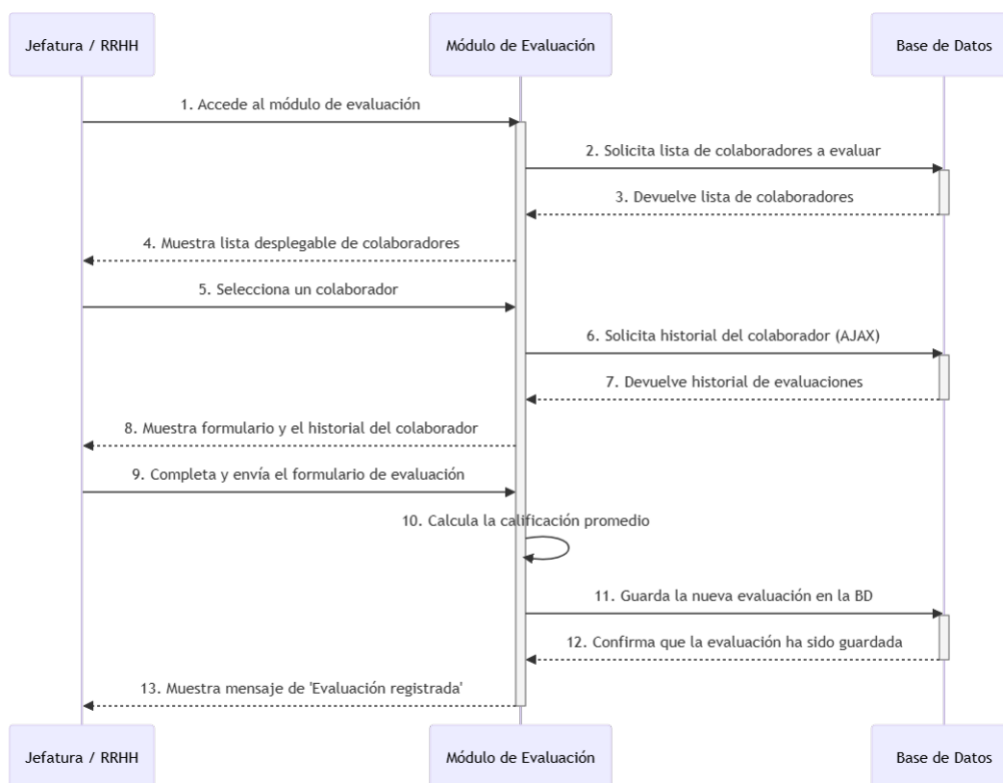 Jefatura / RRHH
Módulo de Evaluación
Base de Datos
1. Accede al módulo de evaluación
2. Solicita lista de colaboradores a evaluar
3. Devuelve lista de colaboradores
4. Muestra lista desplegable de colaboradores
5. Selecciona un colaborador
6. Solicita historial del colaborador (AJAX)
7. Devuelve historial de evaluaciones
8. Muestra formulario y el historial del colaborador
9. Completa y envía el formulario de evaluación
10. Calcula la calificación promedio
11. Guarda la nueva evaluación en la BD
12. Confirma que la evaluación ha sido guardada
13. Muestra mensaje de 'Evaluación registrada'
Jefatura / RRHH
Módulo de Evaluación
Base de Datos